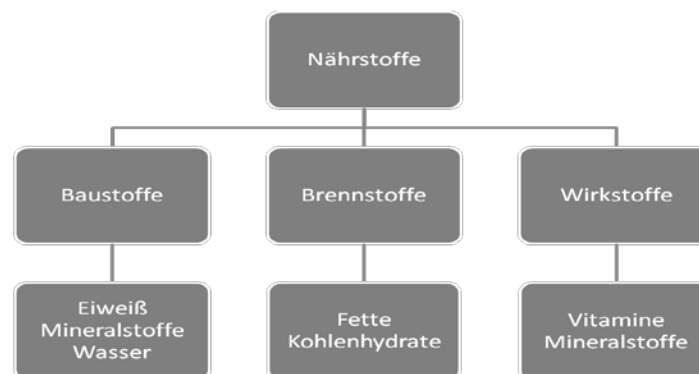 Nährstoffe
Baustoffe
Brennstoffe
Wirkstoffe
Eiweiß
Mineralstoffe
Wasser
Fette
Kohlenhydrate
Vitamine
Mineralstoffe